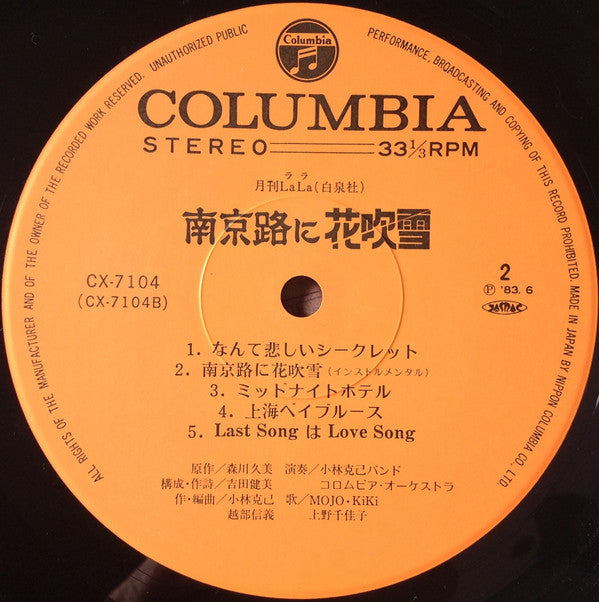 Columbia
ALL RIGHTS OF THE MANUFACTURER AND OF THE OWNER OF THE RECORDED WORK RESERVED. UNAUTHORIZED PUBLIC PERFORMANCE, BROADCASTING AND COPYING OF THIS RECORD PROHIBITED. MADE IN JAPAN BY NIPPON COLUMBIA CO., LTD.
COLUMBIA
STEREO 33 1/3 RPM
ララ
月刊LaLa(白泉社)
南京路に花吹雪
CX-7104
(CX-7104B)
2
Ⓟ '83. 6
JASRAC
1. なんて悲しいシークレット
2. 南京路に花吹雪(インストルメンタル)
3. ミッドナイトホテル
4. 上海ベイブルース
5. Last Song は Love Song
原作／森川久美 演奏／小林克己バンド
構成・作詩／吉田健美 コロムビア・オーケストラ
作・編曲／小林克己 歌／MOJO・KiKi
越部信義 上野千佳子